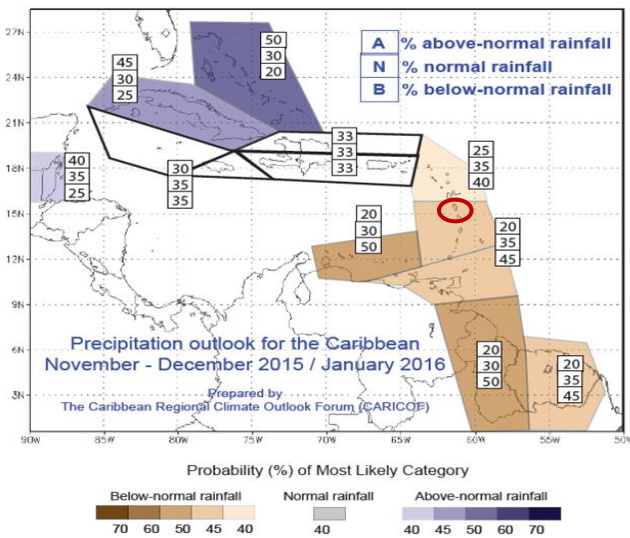 27N
24N
21N
18N
15N
12N
9N
6N
3N
A % above-normal rainfall
N % normal rainfall
B % below-normal rainfall
50
30
20
45
30
25
33
33
33
40
35
25
30
35
35
25
35
40
20
30
50
20
35
45
20
30
50
20
35
45
Precipitation outlook for the Caribbean
November - December 2015 / January 2016
Prepared by
The Caribbean Regional Climate Outlook Forum (CARICOF)
90W 85W 80W 75W 70W 65W 60W 55W 50W
Probability (%) of Most Likely Category
Below-normal rainfall Normal rainfall Above-normal rainfall
70 60 50 45 40 40 40 45 50 60 70